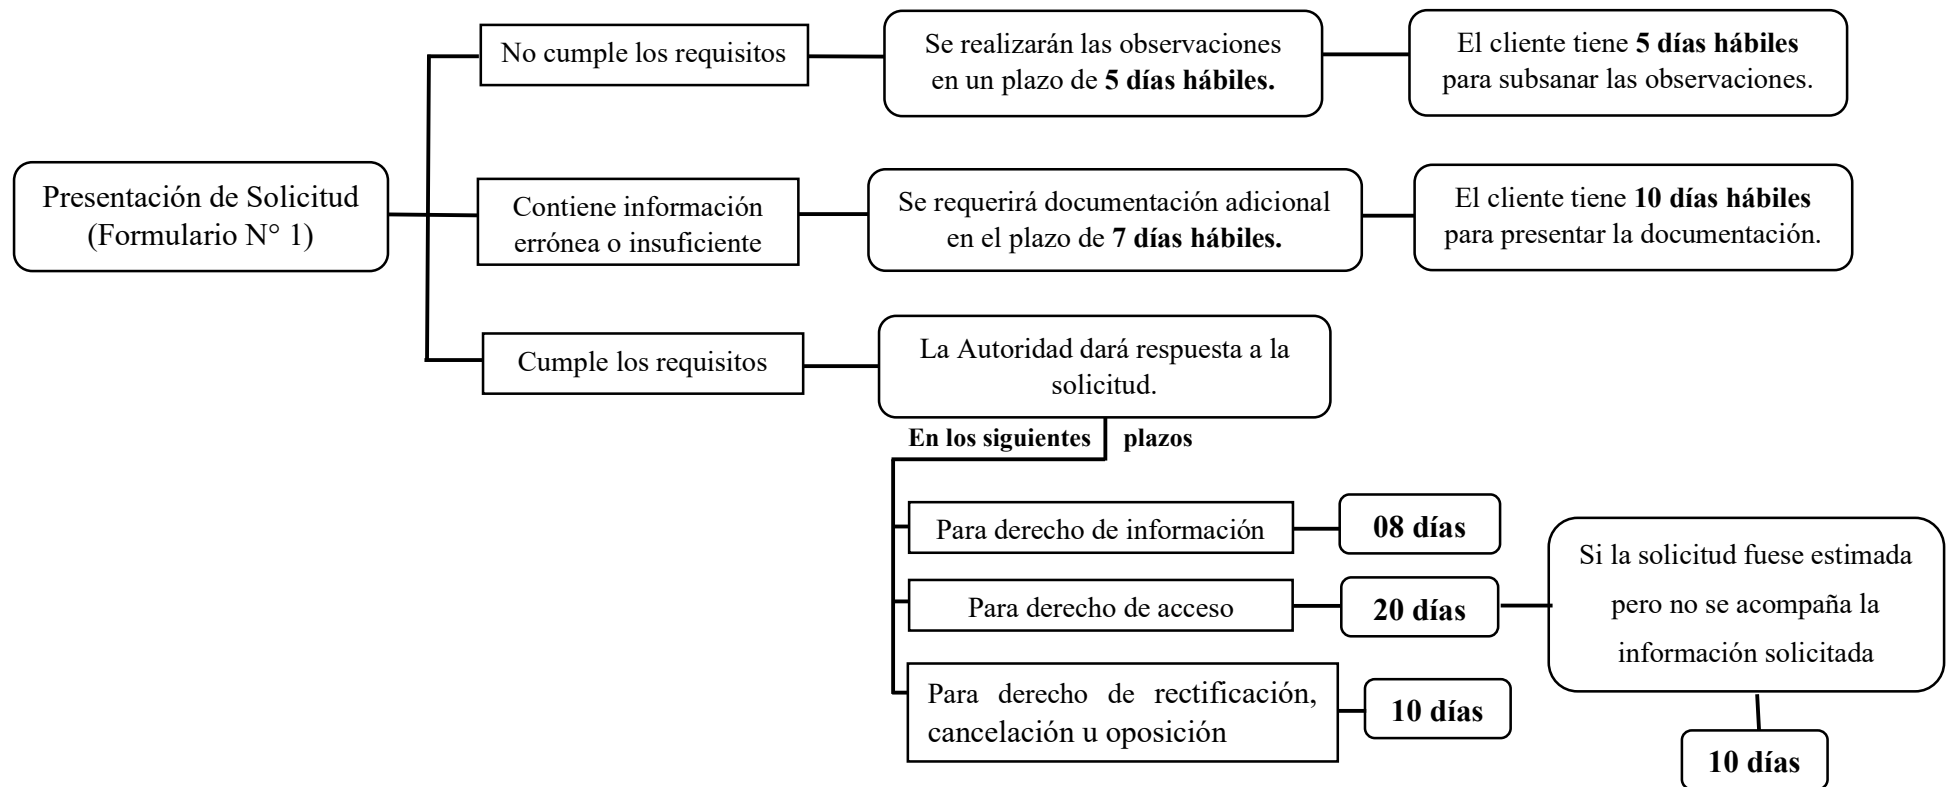 Presentación de Solicitud
(Formulario N° 1)
No cumple los requisitos
Se realizarán las observaciones
en un plazo de 5 días hábiles.
El cliente tiene 5 días hábiles
para subsanar las observaciones.
Contiene información
errónea o insuficiente
Se requerirá documentación adicional
en el plazo de 7 días hábiles.
El cliente tiene 10 días hábiles
para presentar la documentación.
Cumple los requisitos
La Autoridad dará respuesta a la
solicitud.
En los siguientes plazos
Para derecho de información
08 días
Para derecho de acceso
20 días
Si la solicitud fuese estimada
pero no se acompaña la
información solicitada
10 días
Para derecho de rectificación,
cancelación u oposición
10 días